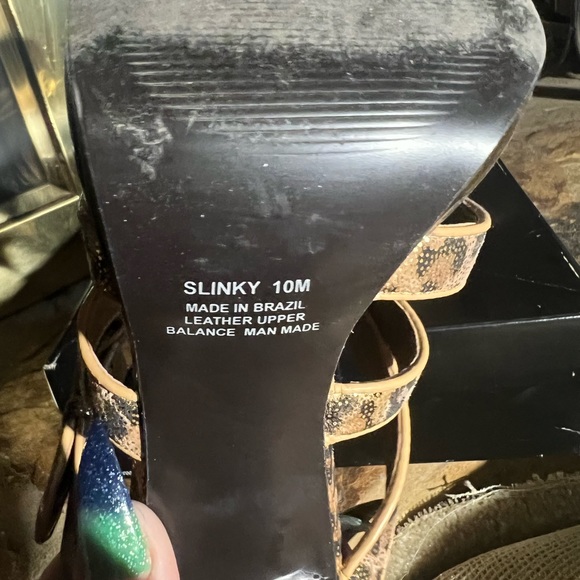 SLINKY 10M
MADE IN BRAZIL
LEATHER UPPER
BALANCE MAN MADE